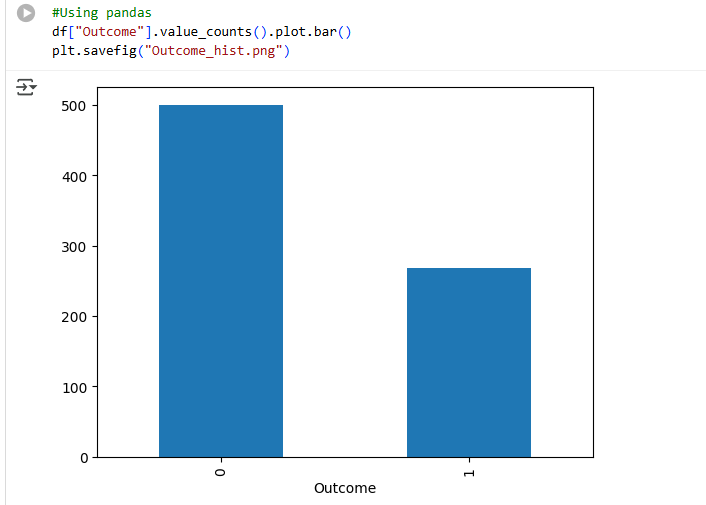 #Using pandas
df["Outcome"].value_counts().plot.bar()
plt.savefig("Outcome_hist.png")
500
400
300
200
100
0
0
1
Outcome